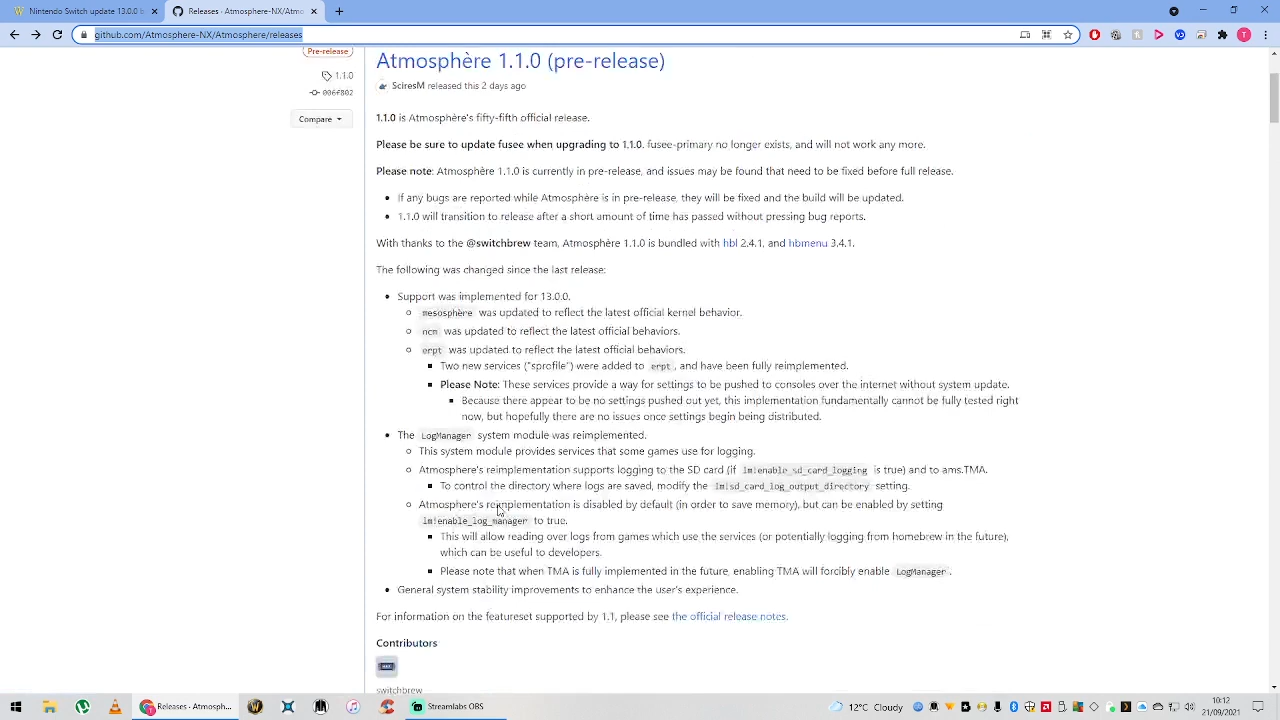 Nintendo Switch update 13.0.0 b
Releases · Atmosphere-NX/Atmo
github.com/Atmosphere-NX/Atmosphere/releases
Pre-release
Atmosphère 1.1.0 (pre-release)
1.1.0
SciresM released this 2 days ago
006f802
Compare
1.1.0 is Atmosphère's fifty-fifth official release.
Please be sure to update fusee when upgrading to 1.1.0. fusee-primary no longer exists, and will not work any more.
Please note: Atmosphère 1.1.0 is currently in pre-release, and issues may be found that need to be fixed before full release.
If any bugs are reported while Atmosphère is in pre-release, they will be fixed and the build will be updated.
1.1.0 will transition to release after a short amount of time has passed without pressing bug reports.
With thanks to the @switchbrew team, Atmosphère 1.1.0 is bundled with hbl 2.4.1, and hbmenu 3.4.1.
The following was changed since the last release:
Support was implemented for 13.0.0.
mesosphère was updated to reflect the latest official kernel behavior.
ncm was updated to reflect the latest official behaviors.
erpt was updated to reflect the latest official behaviors.
Two new services ("sprofile") were added to erpt, and have been fully reimplemented.
Please Note: These services provide a way for settings to be pushed to consoles over the internet without system update.
Because there appear to be no settings pushed out yet, this implementation fundamentally cannot be fully tested right
now, but hopefully there are no issues once settings begin being distributed.
The LogManager system module was reimplemented.
This system module provides services that some games use for logging.
Atmosphere's reimplementation supports logging to the SD card (if lm!enable_sd_card_logging is true) and to ams.TMA.
To control the directory where logs are saved, modify the lm!sd_card_log_output_directory setting.
Atmosphere's reimplementation is disabled by default (in order to save memory), but can be enabled by setting
lm!enable_log_manager to true.
This will allow reading over logs from games which use the services (or potentially logging from homebrew in the future),
which can be useful to developers.
Please note that when TMA is fully implemented in the future, enabling TMA will forcibly enable LogManager.
General system stability improvements to enhance the user's experience.
For information on the featureset supported by 1.1, please see the official release notes.
Contributors
switchbrew
Releases · Atmosph...
Streamlabs OBS
12°C Cloudy
10:12
21/09/2021